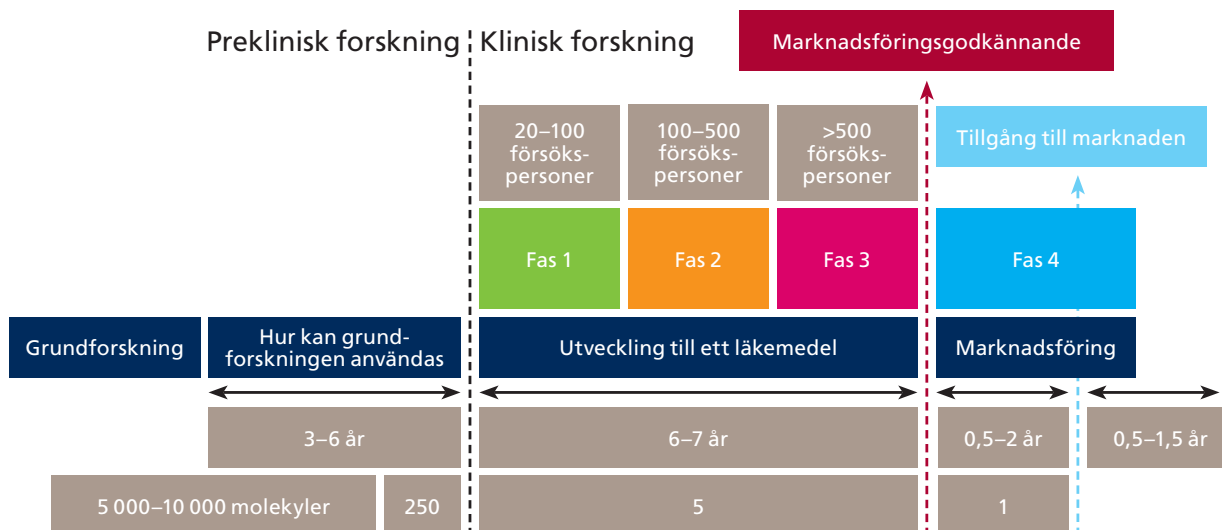 Preklinisk forskning
Klinisk forskning
Marknadsföringsgodkännande
20–100
försöks-
personer
100–500
försöks-
personer
>500
försöks-
personer
Tillgång till marknaden
Fas 1
Fas 2
Fas 3
Fas 4
Grundforskning
Hur kan grund-
forskningen användas
Utveckling till ett läkemedel
Marknadsföring
3–6 år
6–7 år
0,5–2 år
0,5–1,5 år
5 000–10 000 molekyler
250
5
1